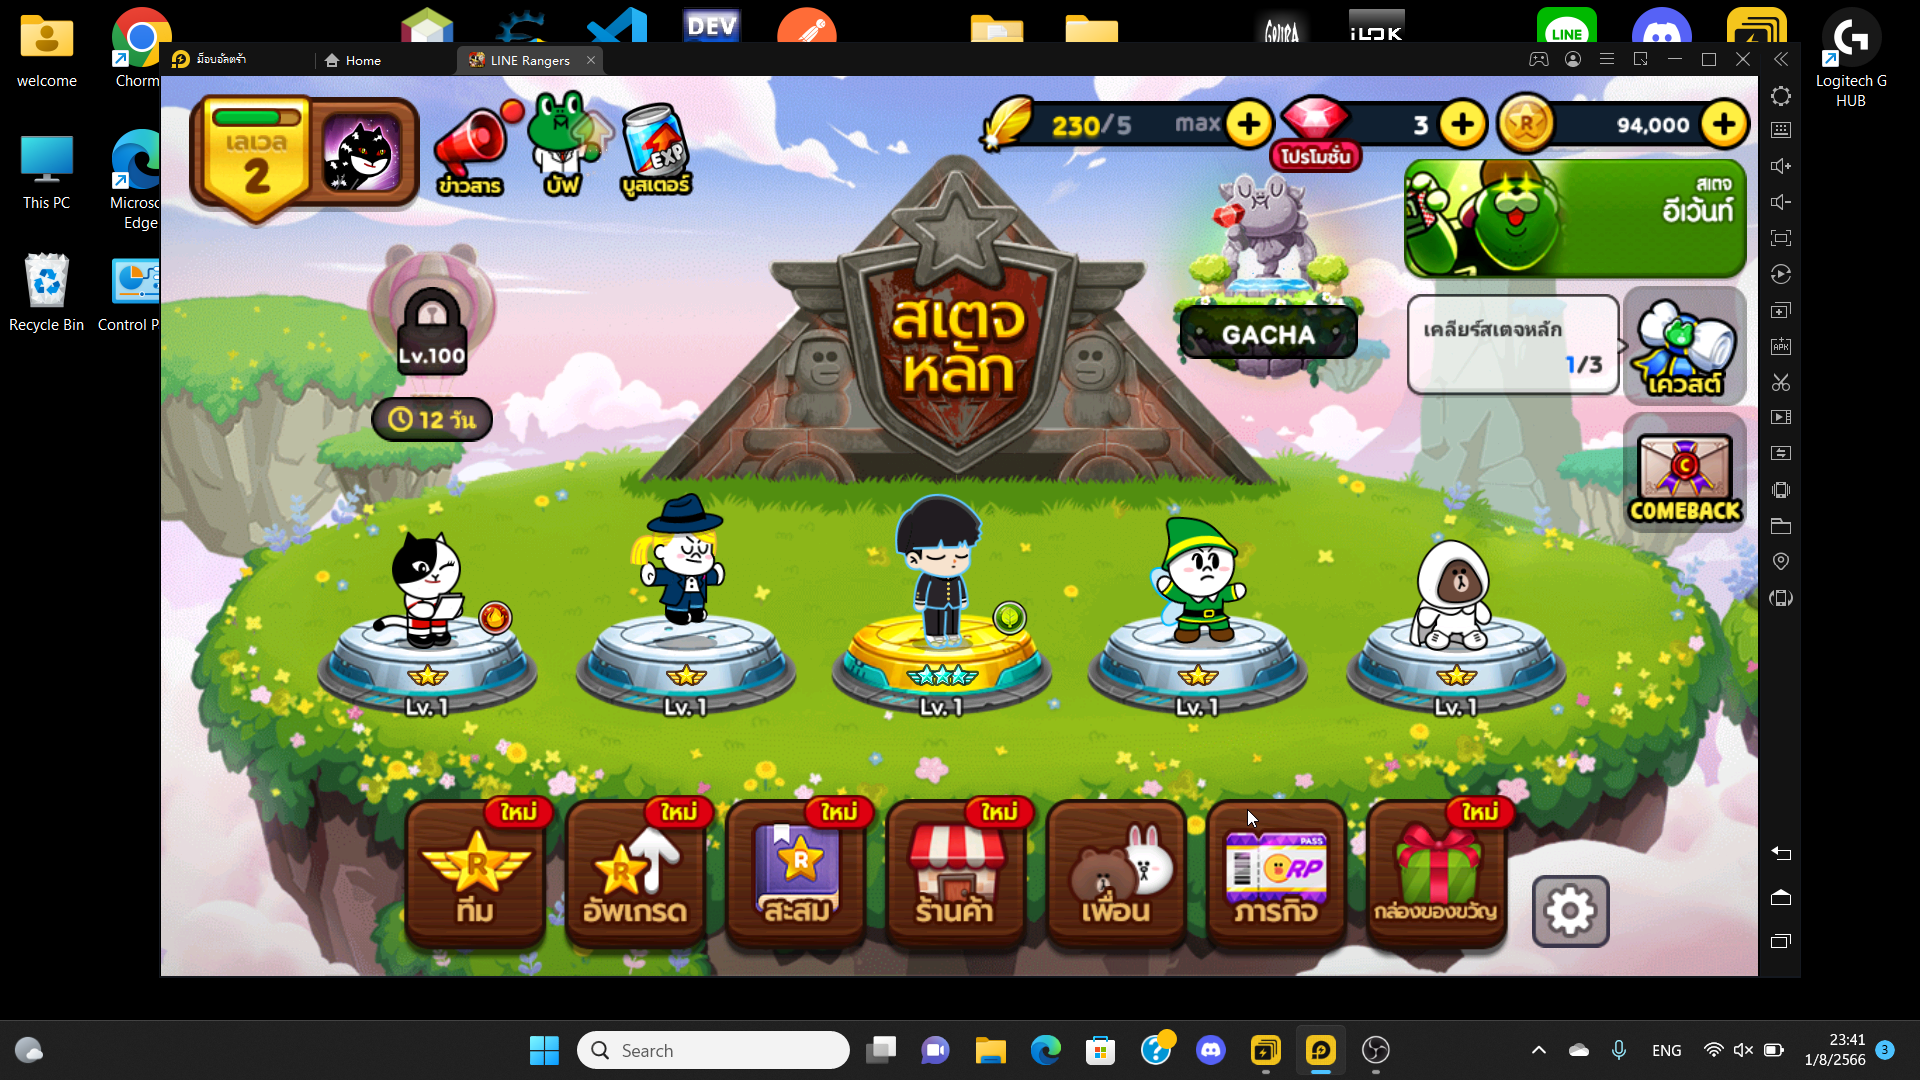 welcome
Chorm
DEV
GOJIRA
iLOK
LINE
Logitech G
HUB
This PC
Micros
Edge
Recycle Bin
Control P
ม็อบอัลตร้า
Home
LINE Rangers
เลเวล
2
ข่าวสาร
บัฟ
EXP
บูสเตอร์
230/5
max
3
R
94,000
โปรโมชั่น
สเตจ
อีเว้นท์
สเตจ
หลัก
GACHA
Lv.100
12 วัน
เคลียร์สเตจหลัก
1/3
เควสต์
C
COMEBACK
APK
Lv. 1
Lv. 1
Lv. 1
Lv. 1
Lv. 1
ใหม่
ใหม่
ใหม่
ใหม่
ใหม่
R
R
R
PASS
RP
ทีม
อัพเกรด
สะสม
ร้านค้า
เพื่อน
ภารกิจ
กล่องของขวัญ
Search
ENG
23:41
1/8/2566
3